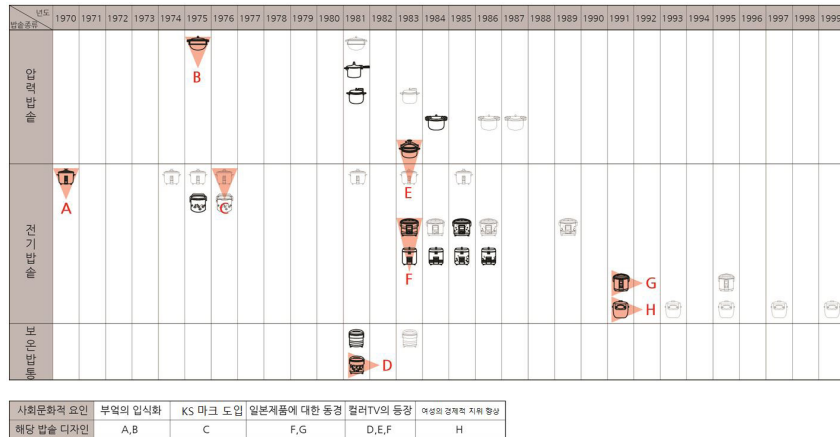 년도
밥솥종류
1970 1971 1972 1973 1974 1975 1976 1977 1978 1979 1980 1981 1982 1983 1984 1985 1986 1987 1988 1989 1990 1991 1992 1993 1994 1995 1996 1997 1998 1999
압력밥솥
B
E
전기밥솥
A
C
F
G
H
보온밥통
D
사회문화적 요인 부엌의 입식화 KS 마크 도입 일본제품에 대한 동경 컬러TV의 등장 여성의 경제적 지위 향상
해당 밥솥 디자인 A,B C F,G D,E,F H